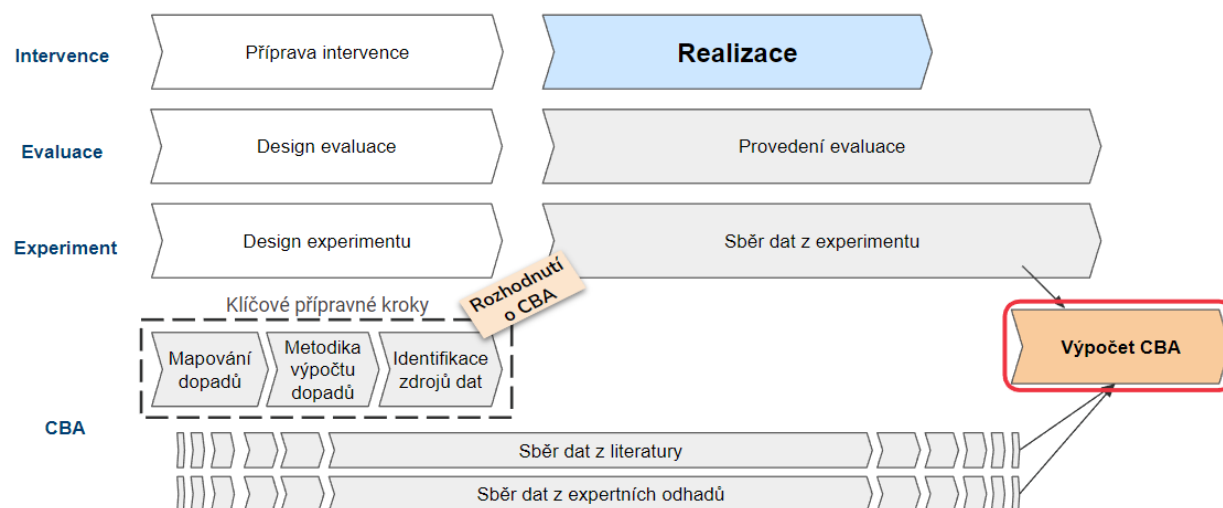 Intervence
Příprava intervence
Realizace
Evaluace
Design evaluace
Provedení evaluace
Experiment
Design experimentu
Sběr dat z experimentu
Rozhodnutí
o CBA
Klíčové přípravné kroky
Mapování
dopadů
Metodika
výpočtu
dopadů
Identifikace
zdrojů dat
Výpočet CBA
CBA
Sběr dat z literatury
Sběr dat z expertních odhadů